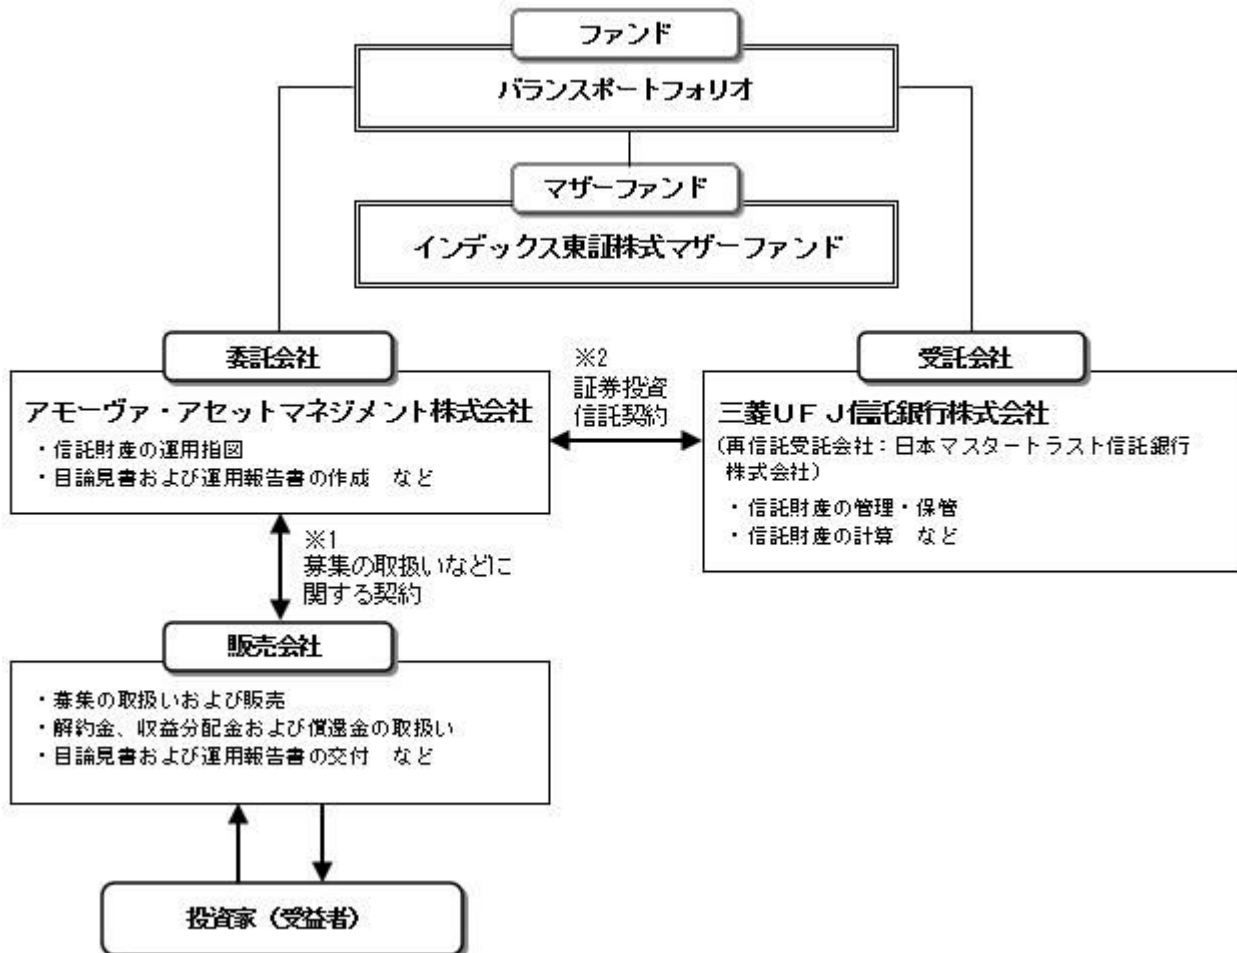 ファンド
バランスポートフォリオ
マザーファンド
インデックス東証株式マザーファンド
委託会社
アモーヴァ・アセットマネジメント株式会社
・信託財産の運用指図
・目論見書および運用報告書の作成　など
※2
証券投資
信託契約
受託会社
三菱ＵＦＪ信託銀行株式会社
(再信託受託会社：日本マスタートラスト信託銀行
株式会社)
・信託財産の管理・保管
・信託財産の計算　など
※1
募集の取扱いなどに
関する契約
販売会社
・募集の取扱いおよび販売
・解約金、収益分配金および償還金の取扱い
・目論見書および運用報告書の交付　など
投資家（受益者）